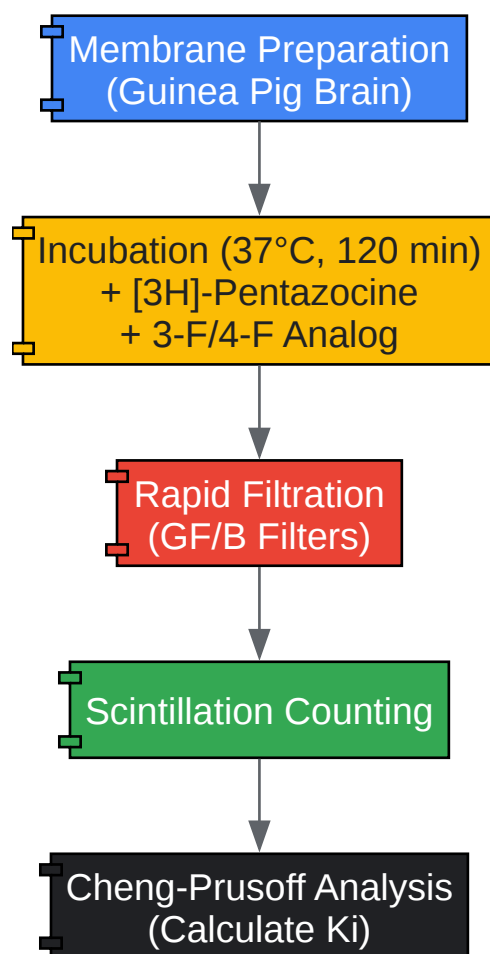 Membrane Preparation
(Guinea Pig Brain)
Incubation (37°C, 120 min)
+ [3H]-Pentazocine
+ 3-F/4-F Analog
Rapid Filtration
(GF/B Filters)
Scintillation Counting
Cheng-Prusoff Analysis
(Calculate Ki)